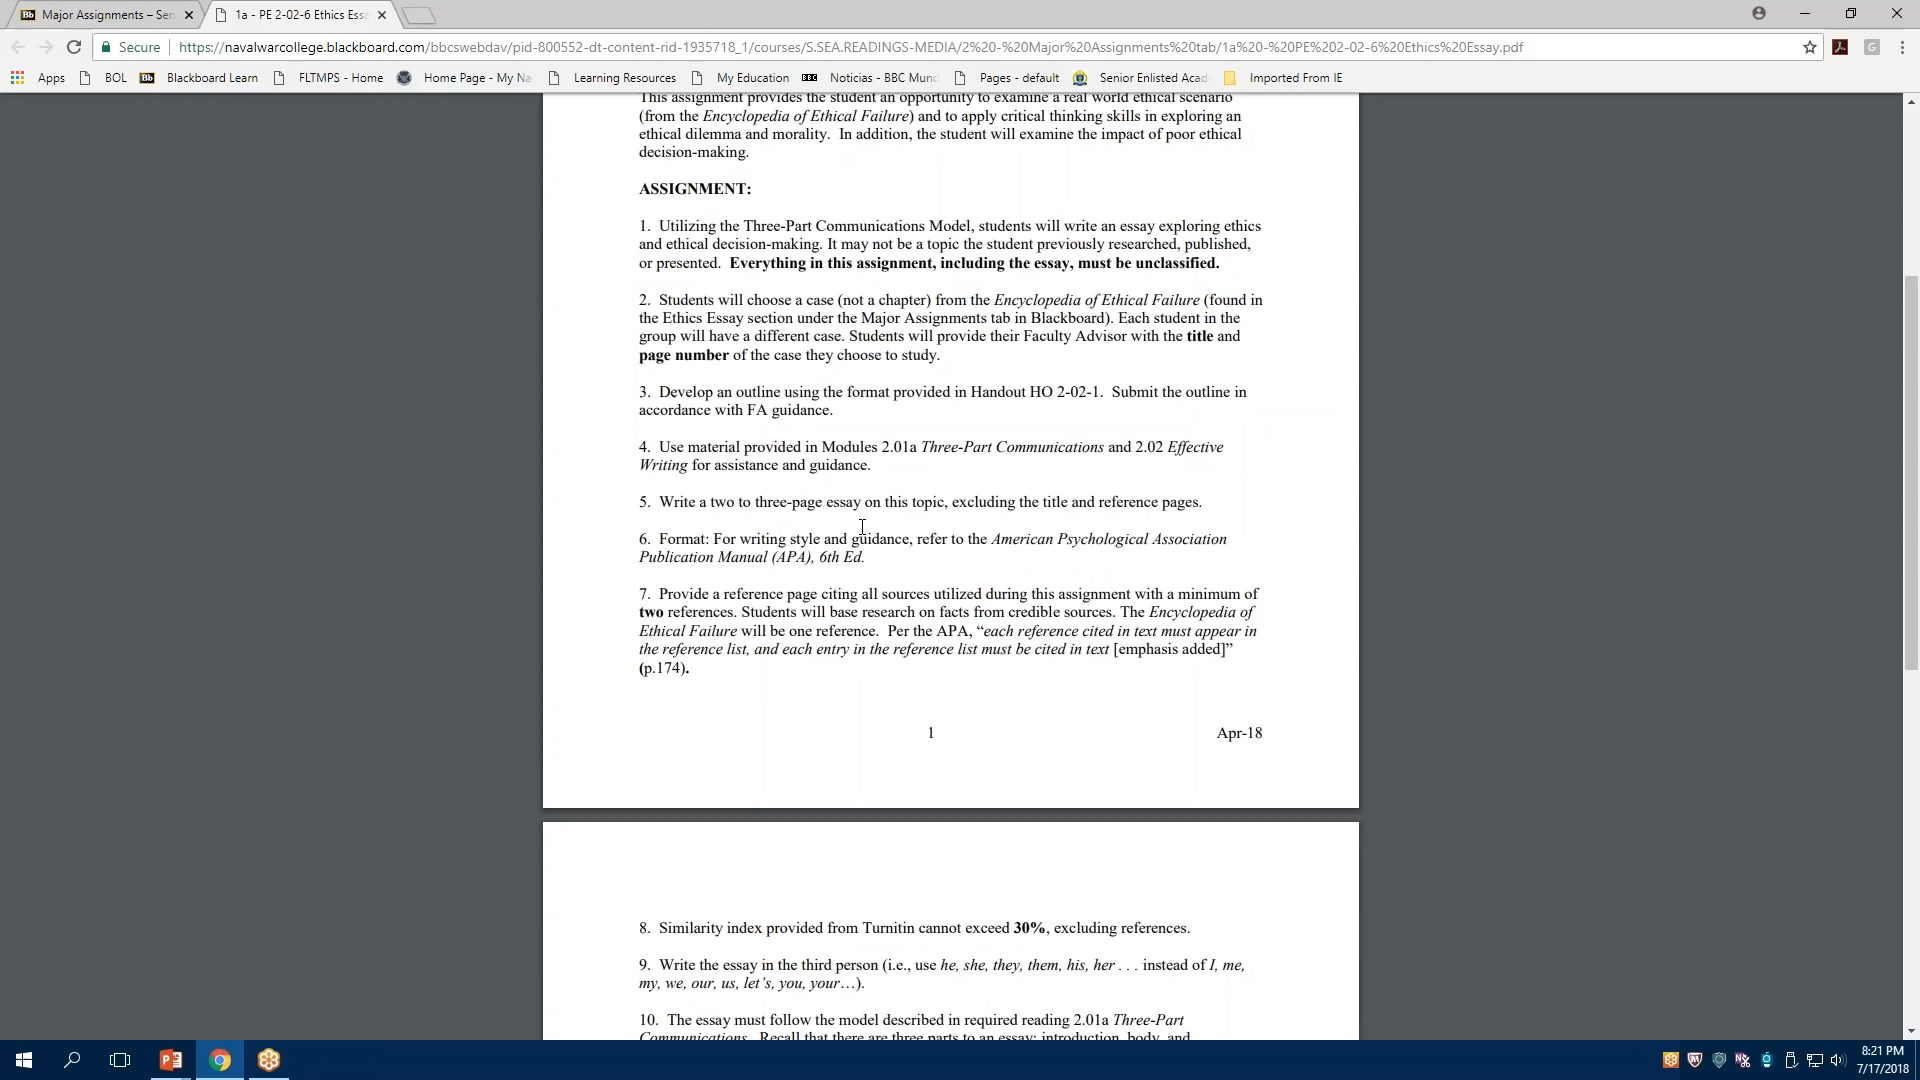 Major Assignments – Sen
1a - PE 2-02-6 Ethics Ess
Secure
https://navalwarcollege.blackboard.com/bbcswebdav/pid-800552-dt-content-rid-1935718_1/courses/S.SEA.READINGS-MEDIA/2%20-%20Major%20Assignments%20tab/1a%20-%20PE%202-02-6%20Ethics%20Essay.pdf
Apps BOL Bb Blackboard Learn FLTMPS - Home Home Page - My Na Learning Resources My Education BBC Noticias - BBC Mund Pages - default Senior Enlisted Acad Imported From IE
This assignment provides the student an opportunity to examine a real world ethical scenario
(from the Encyclopedia of Ethical Failure) and to apply critical thinking skills in exploring an
ethical dilemma and morality. In addition, the student will examine the impact of poor ethical
decision-making.
ASSIGNMENT:
1. Utilizing the Three-Part Communications Model, students will write an essay exploring ethics
and ethical decision-making. It may not be a topic the student previously researched, published,
or presented. Everything in this assignment, including the essay, must be unclassified.
2. Students will choose a case (not a chapter) from the Encyclopedia of Ethical Failure (found in
the Ethics Essay section under the Major Assignments tab in Blackboard). Each student in the
group will have a different case. Students will provide their Faculty Advisor with the title and
page number of the case they choose to study.
3. Develop an outline using the format provided in Handout HO 2-02-1. Submit the outline in
accordance with FA guidance.
4. Use material provided in Modules 2.01a Three-Part Communications and 2.02 Effective
Writing for assistance and guidance.
5. Write a two to three-page essay on this topic, excluding the title and reference pages.
6. Format: For writing style and guidance, refer to the American Psychological Association
Publication Manual (APA), 6th Ed.
7. Provide a reference page citing all sources utilized during this assignment with a minimum of
two references. Students will base research on facts from credible sources. The Encyclopedia of
Ethical Failure will be one reference. Per the APA, “each reference cited in text must appear in
the reference list, and each entry in the reference list must be cited in text [emphasis added]”
(p.174).
1 Apr-18
8. Similarity index provided from Turnitin cannot exceed 30%, excluding references.
9. Write the essay in the third person (i.e., use he, she, they, them, his, her . . . instead of I, me,
my, we, our, us, let’s, you, your…).
10. The essay must follow the model described in required reading 2.01a Three-Part
Communications. Recall that there are three parts to an essay: introduction, body, and
8:21 PM
7/17/2018